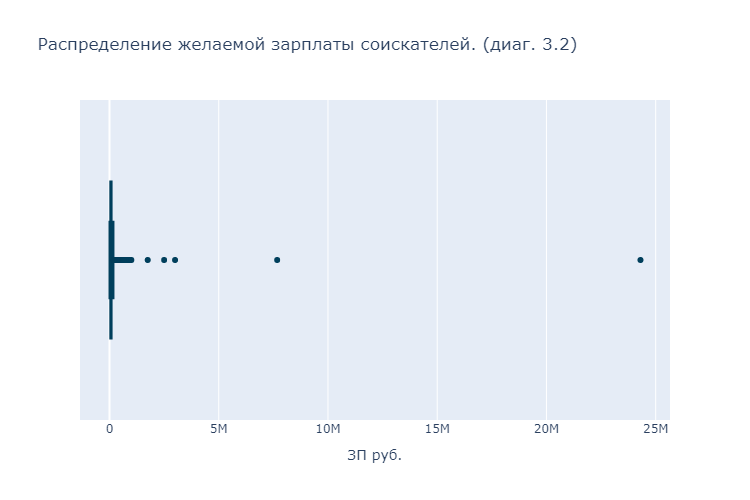 Распределение желаемой зарплаты соискателей. (диаг. 3.2)
0 5M 10M 15M 20M 25M
ЗП руб.